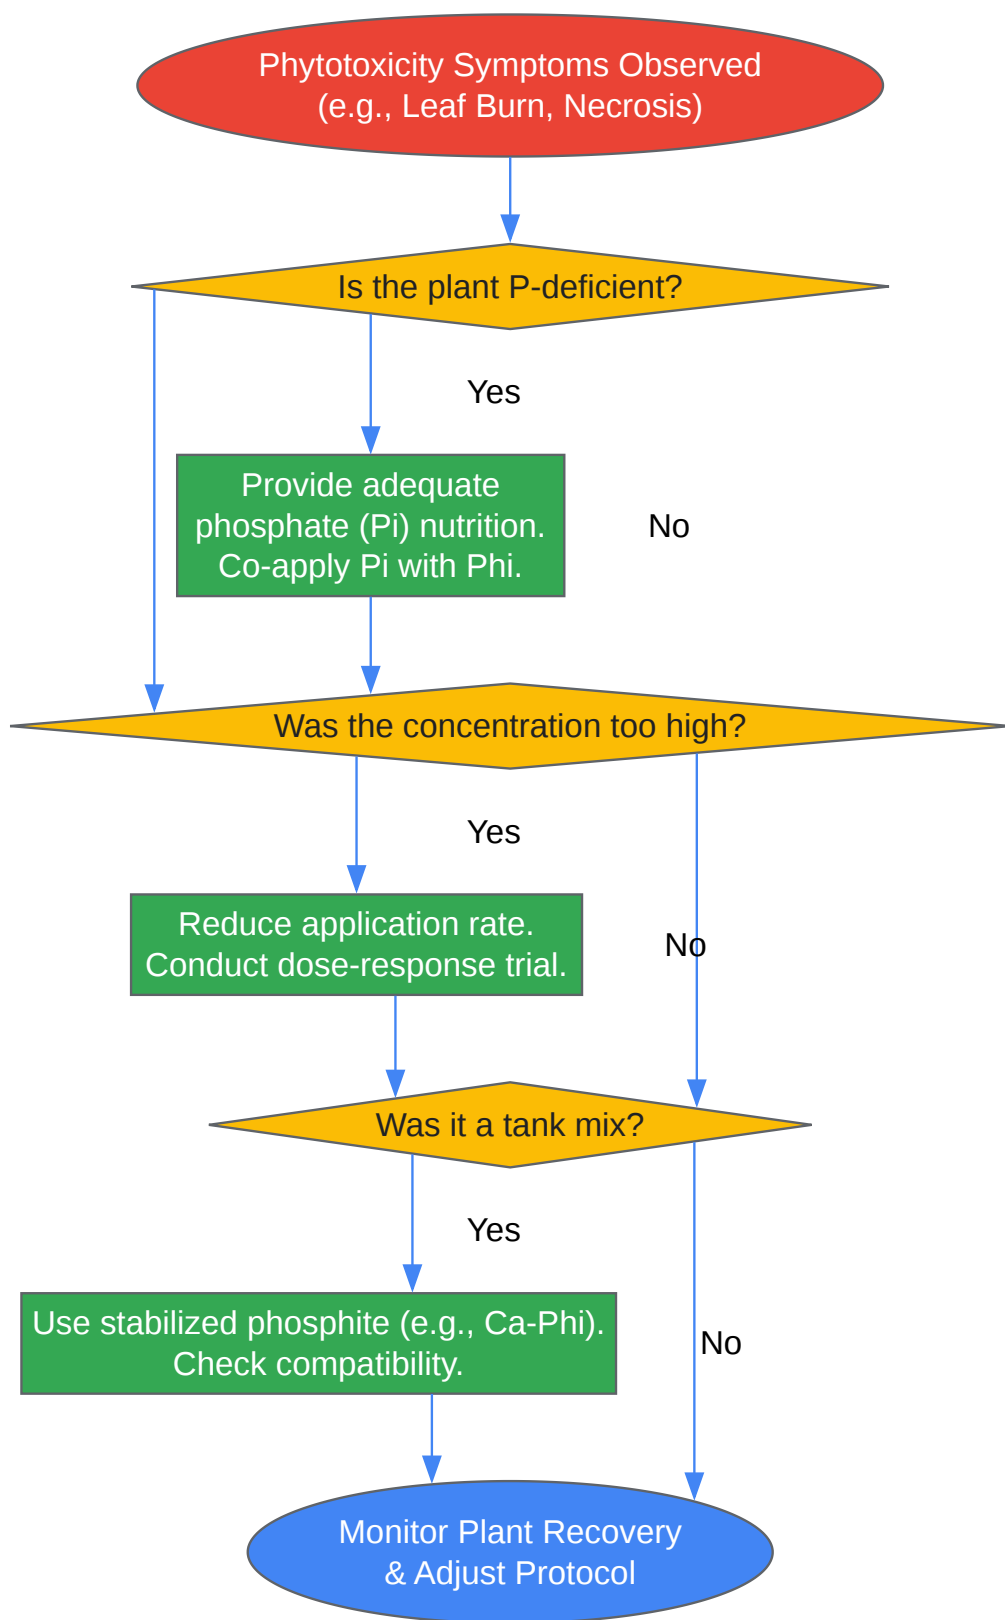 Phytotoxicity Symptoms Observed
(e.g., Leaf Burn, Necrosis)
Is the plant P-deficient?
Yes
Provide adequate
phosphate (Pi) nutrition.
Co-apply Pi with Phi.
No
Was the concentration too high?
Yes
Reduce application rate.
Conduct dose-response trial.
No
Was it a tank mix?
Yes
Use stabilized phosphite (e.g., Ca-Phi).
Check compatibility.
No
Monitor Plant Recovery
& Adjust Protocol